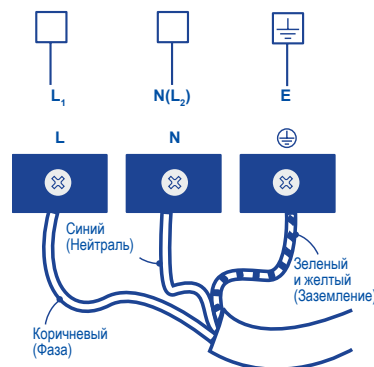 L₁ N(L₂) E
L N
Синий
(Нейтраль)
Зеленый
и желтый
(Заземление)
Коричневый
(Фаза)